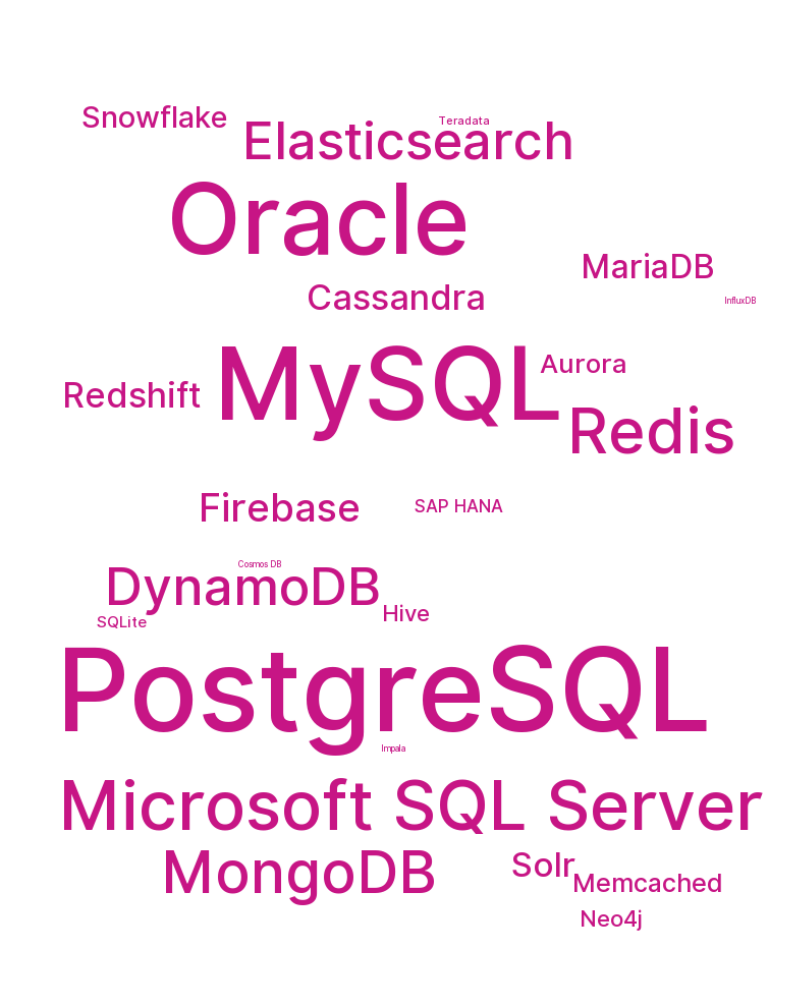 Snowflake
Teradata
Elasticsearch
Oracle
MariaDB
Cassandra
InfluxDB
MySQL
Aurora
Redshift
Redis
Firebase
SAP HANA
Cosmos DB
DynamoDB
Hive
SQLite
PostgreSQL
Impala
Microsoft SQL Server
MongoDB
Solr
Memcached
Neo4j